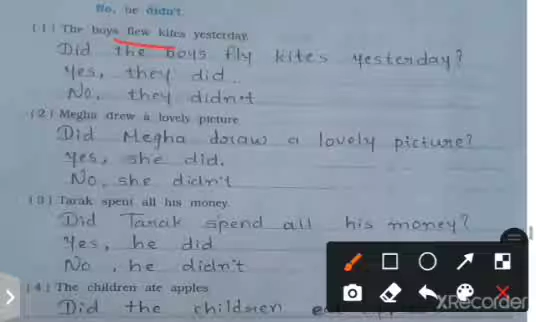 No, he didn't.
(1) The boys flew kites yesterday.
Did the boys fly kites yesterday?
Yes, they did.
No, they didn't
(2) Megha drew a lovely picture
Did Megha draw a lovely picture?
Yes, she did.
No, she didn't
(3) Tarak spent all his money.
Did Tarak spend all his money?
Yes, he did
No, he didn't
(4) The children ate apples
Did the children
XRecorder